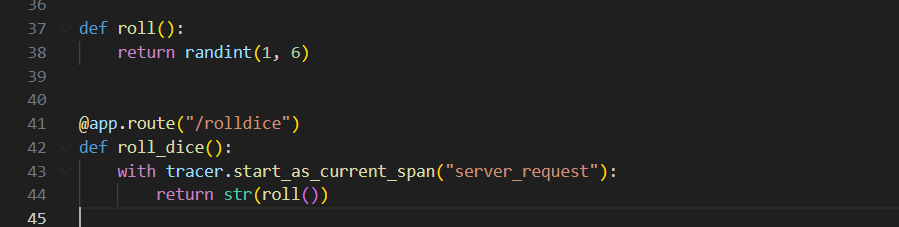 36
37 def roll():
38     return randint(1, 6)
39
40
41 @app.route("/rolldice")
42 def roll_dice():
43     with tracer.start_as_current_span("server_request"):
44         return str(roll())
45